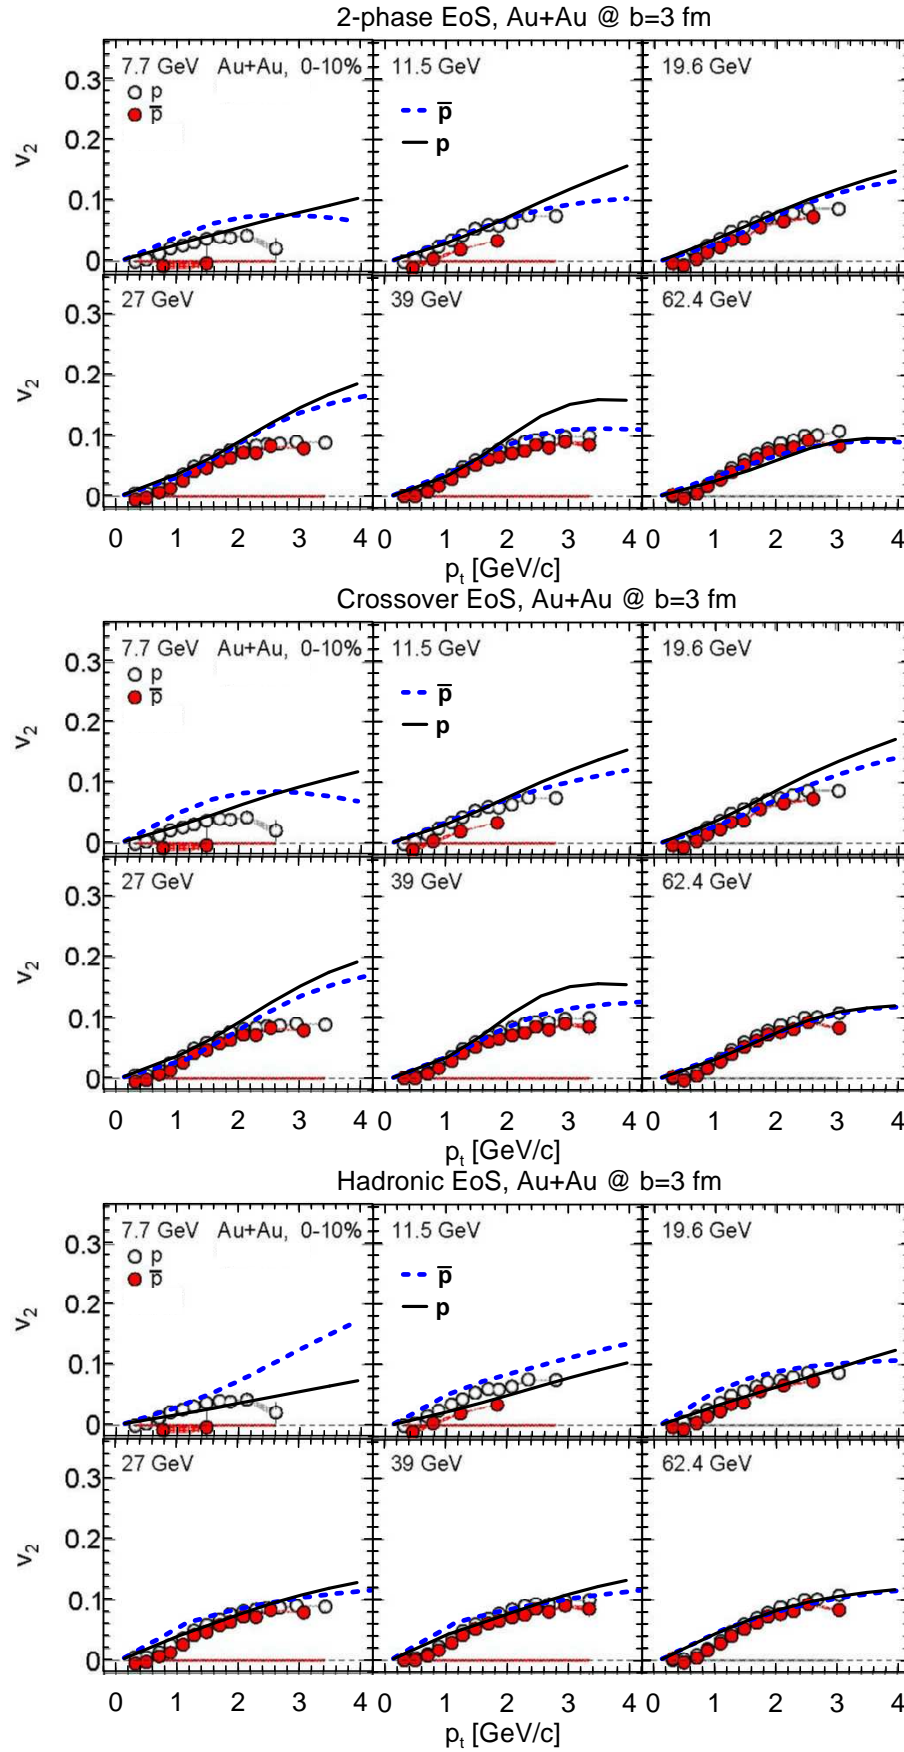 2-phase EoS, Au+Au @ b=3 fm
7.7 GeV Au+Au, 0-10%
p
p̅
11.5 GeV
p̅
p
19.6 GeV
0.3
0.2
0.1
0
v₂
27 GeV
39 GeV
62.4 GeV
0.3
0.2
0.1
0
v₂
0 1 2 3 4 0 1 2 3 4 0 1 2 3 4
pₜ [GeV/c]
Crossover EoS, Au+Au @ b=3 fm
7.7 GeV Au+Au, 0-10%
p
p̅
11.5 GeV
p̅
p
19.6 GeV
0.3
0.2
0.1
0
v₂
27 GeV
39 GeV
62.4 GeV
0.3
0.2
0.1
0
v₂
0 1 2 3 4 0 1 2 3 4 0 1 2 3 4
pₜ [GeV/c]
Hadronic EoS, Au+Au @ b=3 fm
7.7 GeV Au+Au, 0-10%
p
p̅
11.5 GeV
p̅
p
19.6 GeV
0.3
0.2
0.1
0
v₂
27 GeV
39 GeV
62.4 GeV
0.3
0.2
0.1
0
v₂
0 1 2 3 4 0 1 2 3 4 0 1 2 3 4
pₜ [GeV/c]